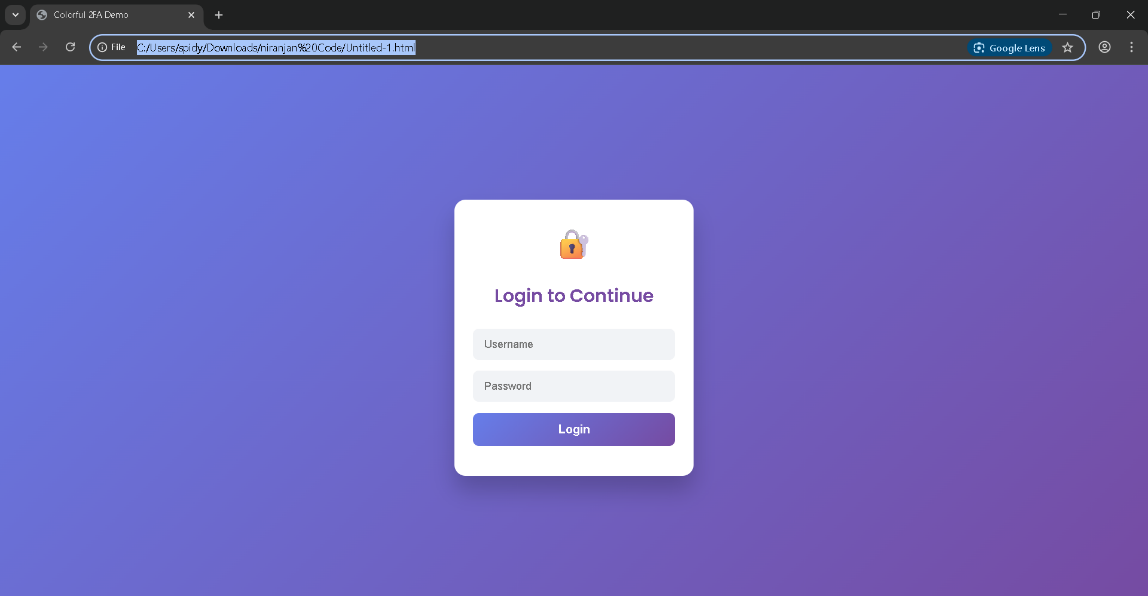 Colorful 2FA Demo
File C:/Users/spidy/Downloads/niranjan%20Code/Untitled-1.html Google Lens
Login to Continue
Username
Password
Login